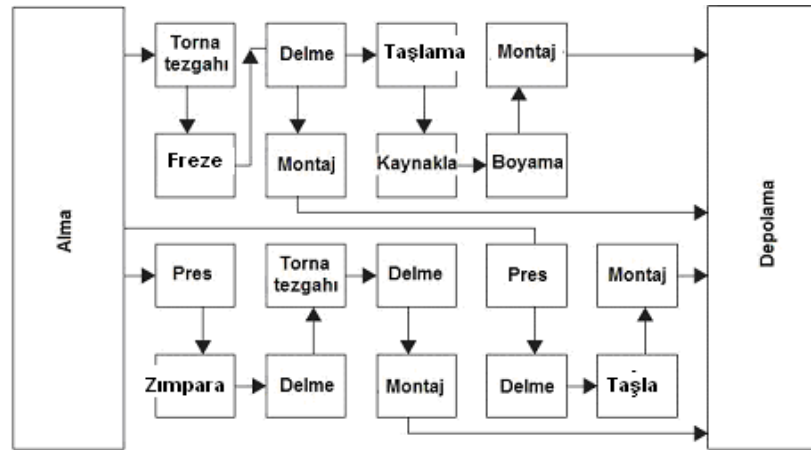 Alma
Torna
tezgahı
Delme
Taşlama
Montaj
Freze
Montaj
Kaynakla
Boyama
Pres
Torna
tezgahı
Delme
Pres
Montaj
Zımpara
Delme
Montaj
Delme
Taşla
Depolama